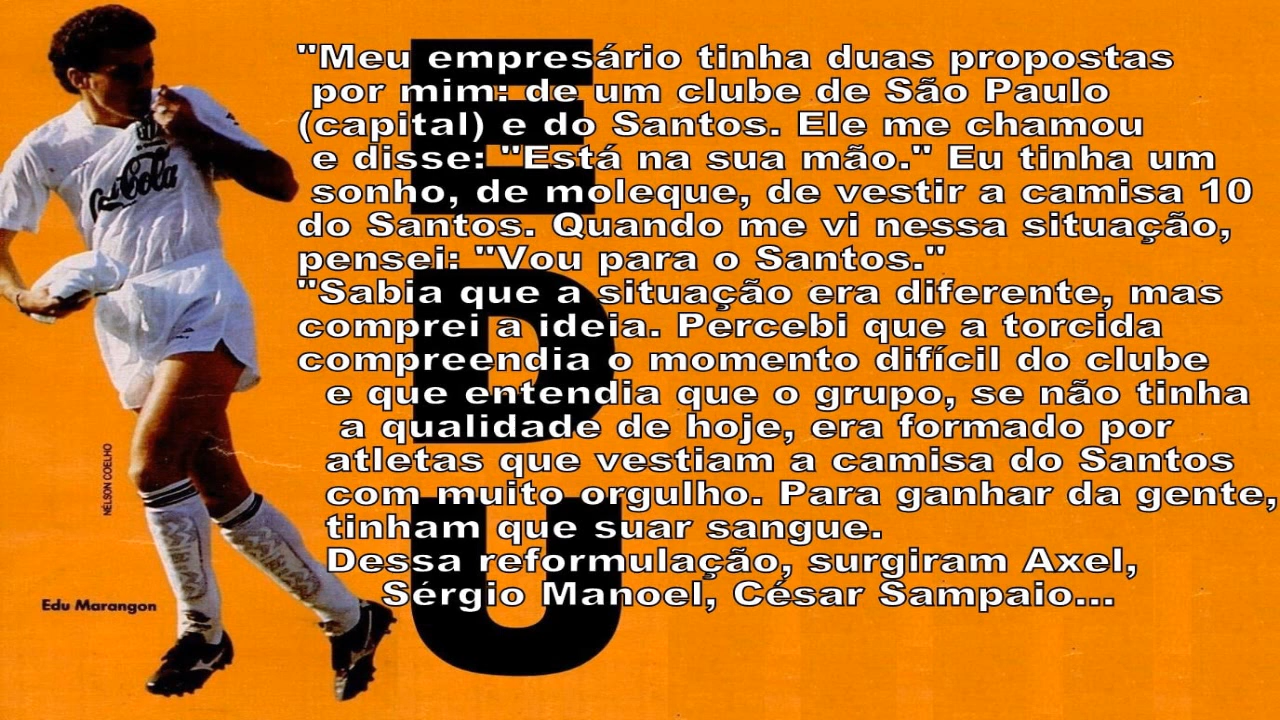 "Meu empresário tinha duas propostas
por mim: de um clube de São Paulo
(capital) e do Santos. Ele me chamou
e disse: "Está na sua mão." Eu tinha um
sonho, de moleque, de vestir a camisa 10
do Santos. Quando me vi nessa situação,
pensei: "Vou para o Santos."
"Sabia que a situação era diferente, mas
comprei a ideia. Percebi que a torcida
compreendia o momento difícil do clube
e que entendia que o grupo, se não tinha
a qualidade de hoje, era formado por
atletas que vestiam a camisa do Santos
com muito orgulho. Para ganhar da gente,
tinham que suar sangue.
Dessa reformulação, surgiram Axel,
Sérgio Manoel, César Sampaio...
EDU
Coca-Cola
NÉLSON COELHO
Edu Marangon